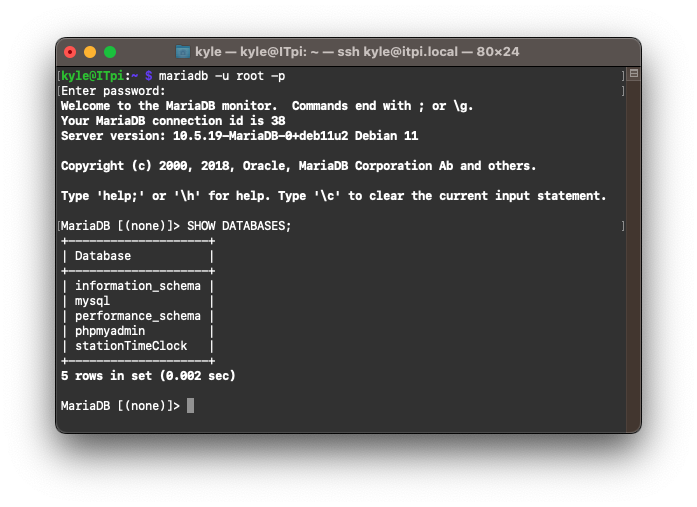 kyle — kyle@ITpi: ~ — ssh kyle@itpi.local — 80×24
[kyle@ITpi:~ $ mariadb -u root -p ]
[Enter password: ]
Welcome to the MariaDB monitor.  Commands end with ; or \g.
Your MariaDB connection id is 38
Server version: 10.5.19-MariaDB-0+deb11u2 Debian 11

Copyright (c) 2000, 2018, Oracle, MariaDB Corporation Ab and others.

Type 'help;' or '\h' for help. Type '\c' to clear the current input statement.

[MariaDB [(none)]> SHOW DATABASES; ]
+--------------------+
| Database           |
+--------------------+
| information_schema |
| mysql              |
| performance_schema |
| phpmyadmin         |
| stationTimeClock   |
+--------------------+
5 rows in set (0.002 sec)

MariaDB [(none)]>